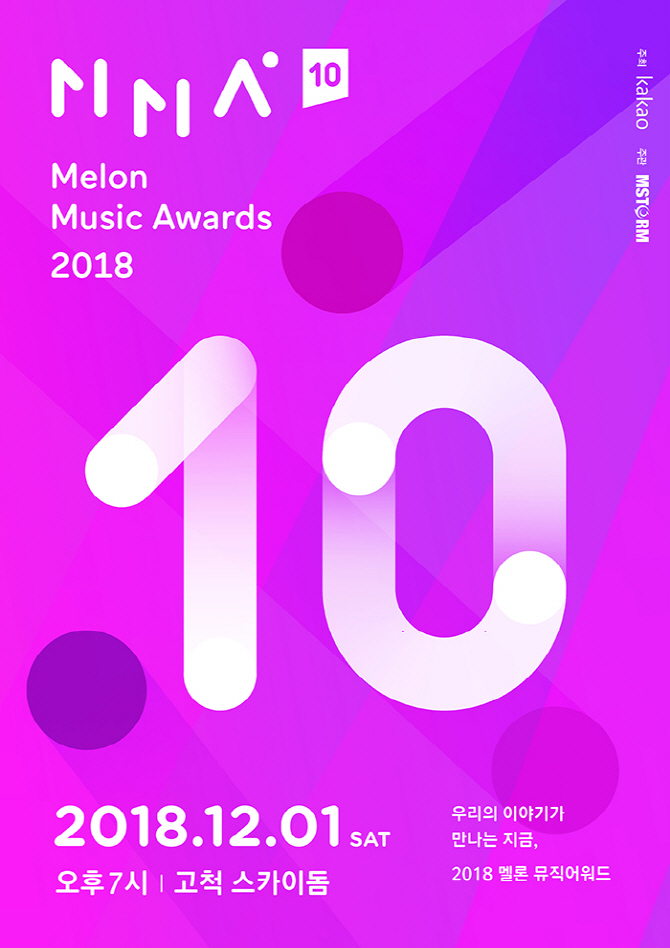 MMA 10
Melon
Music Awards
2018
주최 kakao 주관 MSTORM
10
2018.12.01 SAT
오후 7시 | 고척 스카이돔
우리의 이야기가
만나는 지금,
2018 멜론 뮤직어워드